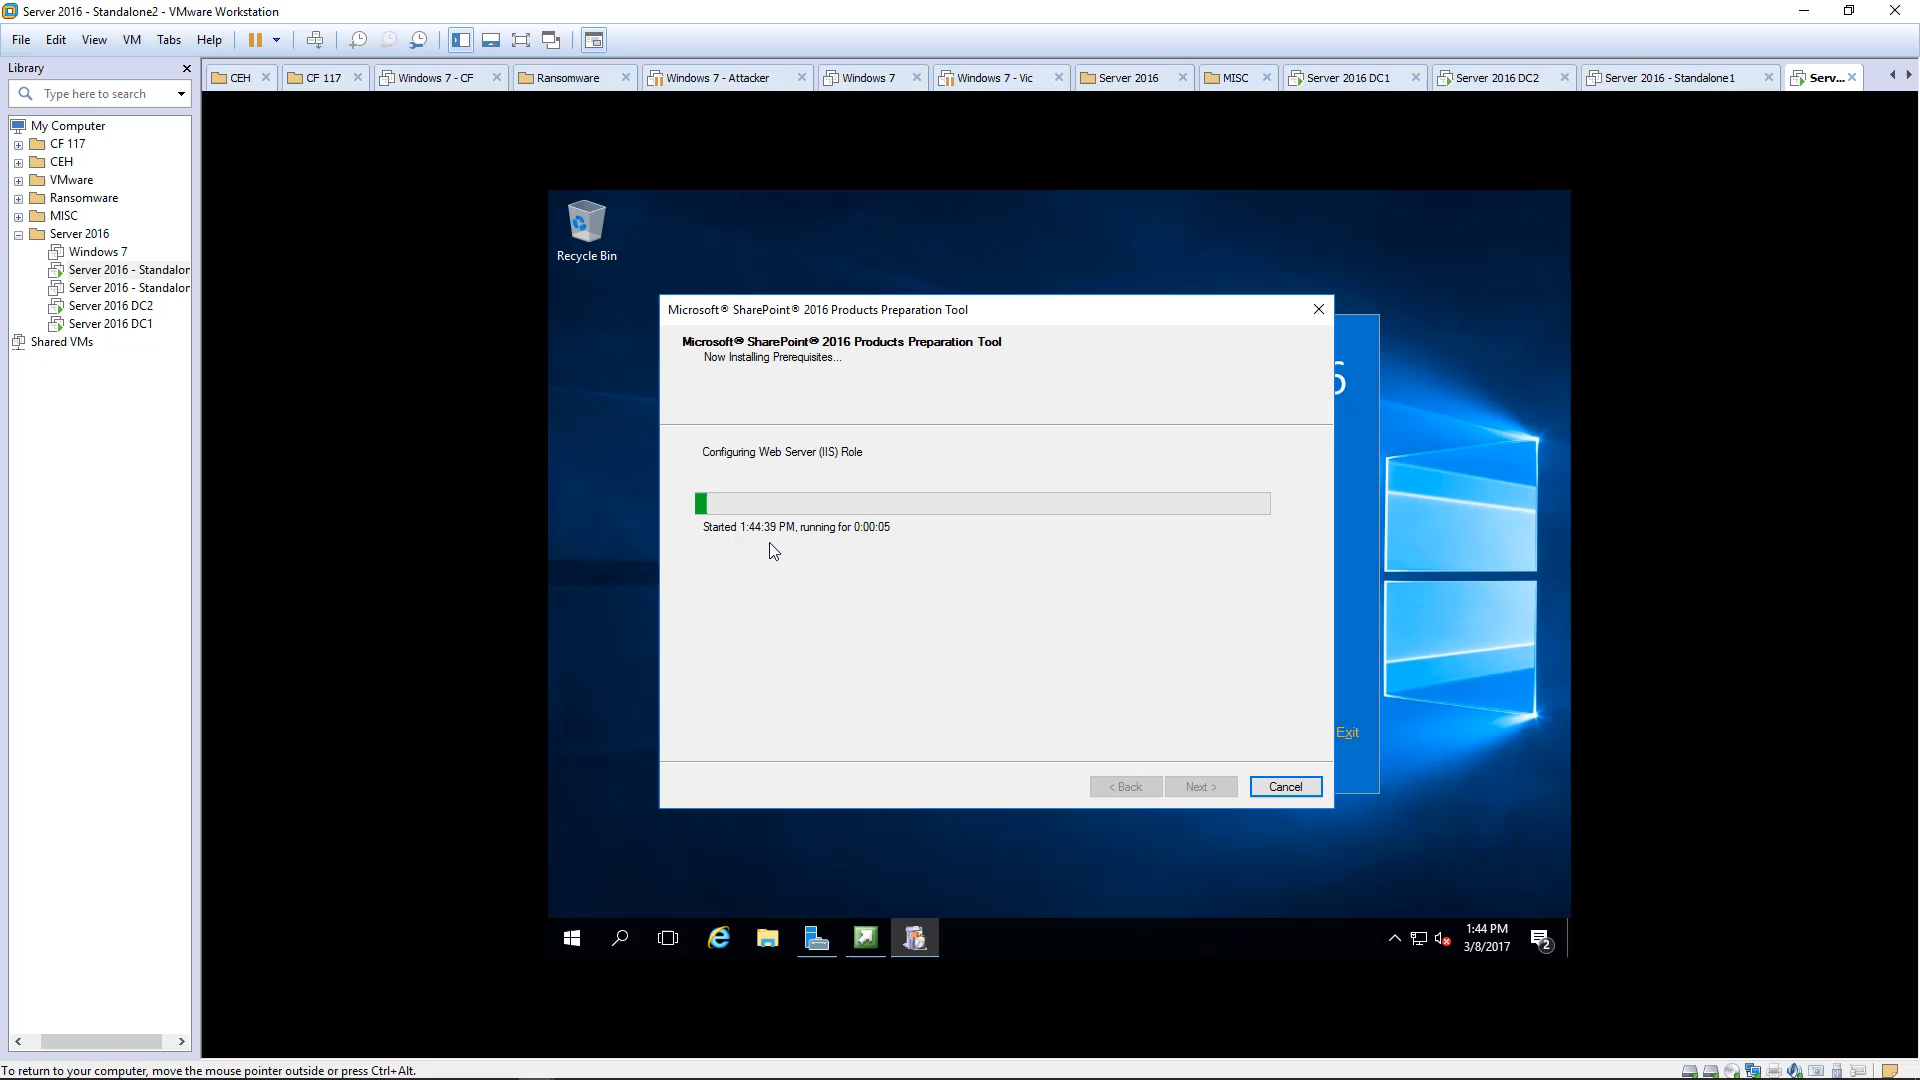 Server 2016 - Standalone2 - VMware Workstation
File Edit View VM Tabs Help
Library
Type here to search
CEH
CF 117
Windows 7 - CF
Ransomware
Windows 7 - Attacker
Windows 7
Windows 7 - Vic
Server 2016
MISC
Server 2016 DC1
Server 2016 DC2
Server 2016 - Standalone1
Serv...
My Computer
CF 117
CEH
VMware
Ransomware
MISC
Server 2016
Windows 7
Server 2016 - Standalor
Server 2016 - Standalor
Server 2016 DC2
Server 2016 DC1
Shared VMs
Recycle Bin
Microsoft® SharePoint® 2016 Products Preparation Tool
Microsoft® SharePoint® 2016 Products Preparation Tool
Now Installing Prerequisites...
6
Configuring Web Server (IIS) Role
Started 1:44:39 PM, running for 0:00:05
Exit
< Back
Next >
Cancel
1:44 PM
3/8/2017
2
To return to your computer, move the mouse pointer outside or press Ctrl+Alt.